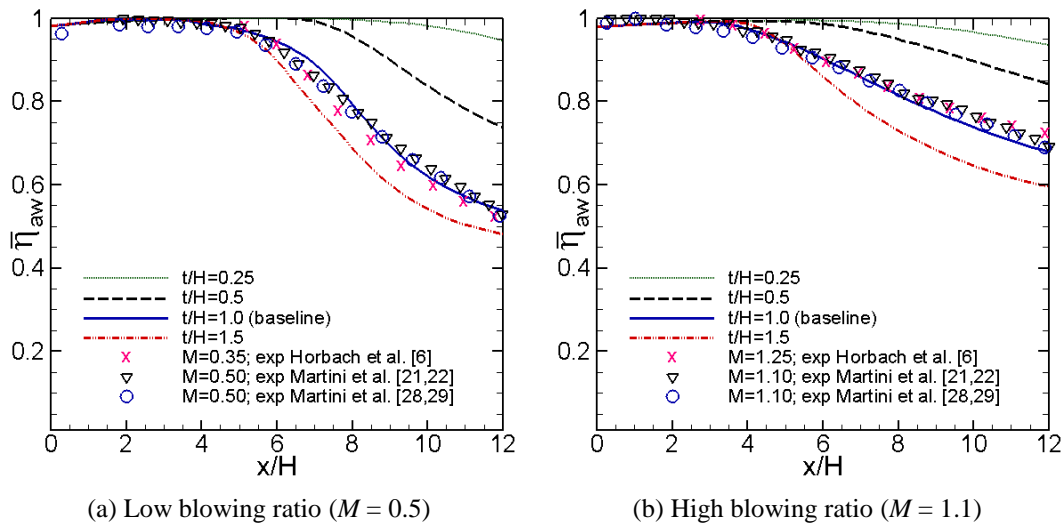 1
0.8
0.6
0.4
0.2
η̅aw
0 2 4 6 8 10 12
x/H
t/H=0.25
t/H=0.5
t/H=1.0 (baseline)
t/H=1.5
M=0.35; exp Horbach et al. [6]
M=0.50; exp Martini et al. [21,22]
M=0.50; exp Martini et al. [28,29]
(a) Low blowing ratio (M = 0.5)
1
0.8
0.6
0.4
0.2
η̅aw
0 2 4 6 8 10 12
x/H
t/H=0.25
t/H=0.5
t/H=1.0 (baseline)
t/H=1.5
M=1.25; exp Horbach et al. [6]
M=1.10; exp Martini et al. [21,22]
M=1.10; exp Martini et al. [28,29]
(b) High blowing ratio (M = 1.1)